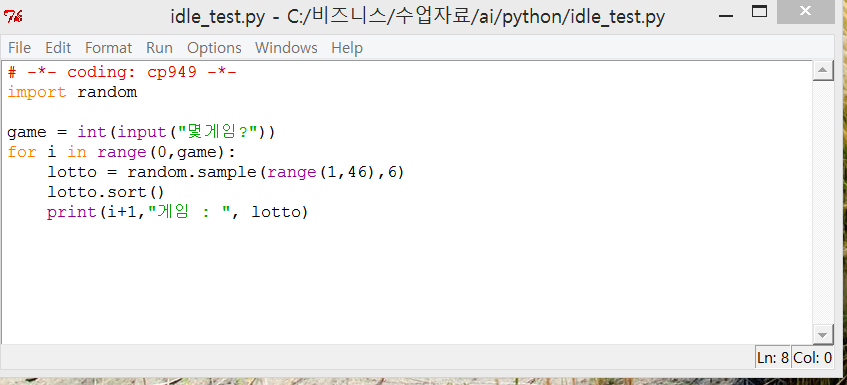 idle_test.py - C:/비즈니스/수업자료/ai/python/idle_test.py
File Edit Format Run Options Windows Help
# -*- coding: cp949 -*-
import random
game = int(input("몇게임?"))
for i in range(0,game):
    lotto = random.sample(range(1,46),6)
    lotto.sort()
    print(i+1,"게임 : ", lotto)
Ln: 8 Col: 0